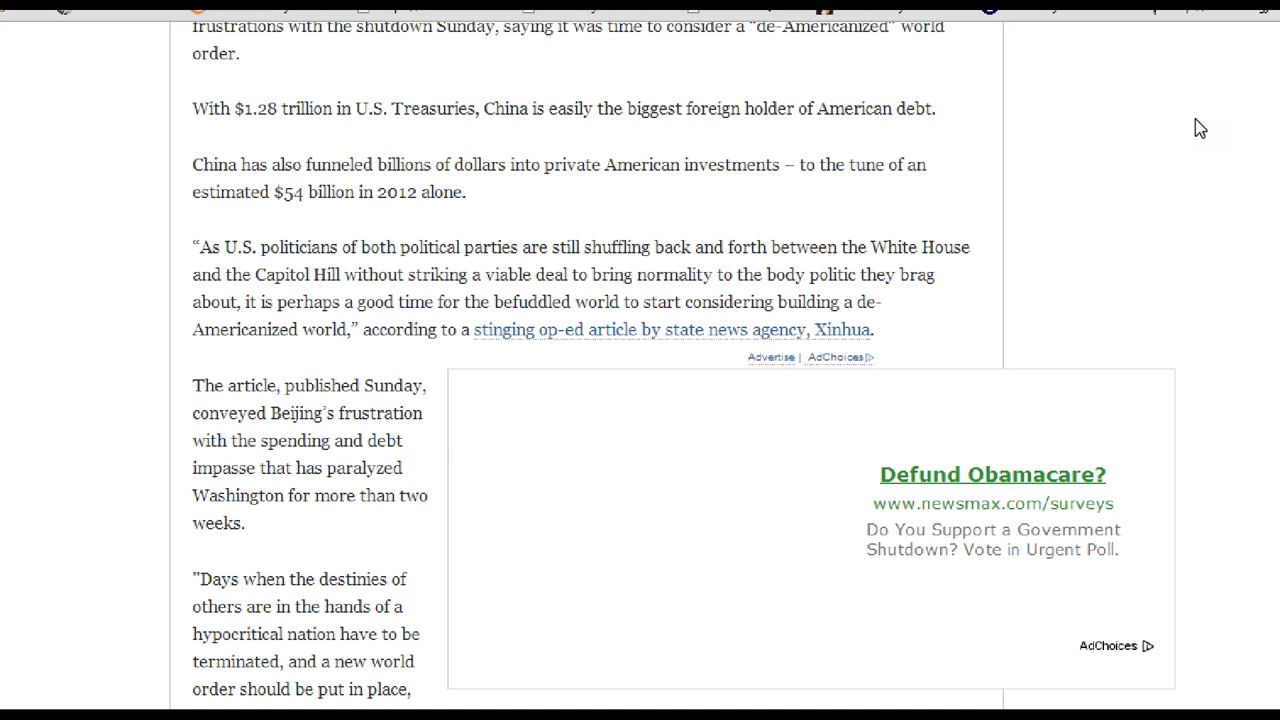 frustrations with the shutdown Sunday, saying it was time to consider a “de-Americanized” world
order.
With $1.28 trillion in U.S. Treasuries, China is easily the biggest foreign holder of American debt.
China has also funneled billions of dollars into private American investments – to the tune of an
estimated $54 billion in 2012 alone.
“As U.S. politicians of both political parties are still shuffling back and forth between the White House
and the Capitol Hill without striking a viable deal to bring normality to the body politic they brag
about, it is perhaps a good time for the befuddled world to start considering building a de-
Americanized world,” according to a stinging op-ed article by state news agency, Xinhua.
Advertise | AdChoices
The article, published Sunday,
conveyed Beijing’s frustration
with the spending and debt
impasse that has paralyzed
Washington for more than two
weeks.
"Days when the destinies of
others are in the hands of a
hypocritical nation have to be
terminated, and a new world
order should be put in place,
Defund Obamacare?
www.newsmax.com/surveys
Do You Support a Government
Shutdown? Vote in Urgent Poll.
AdChoices